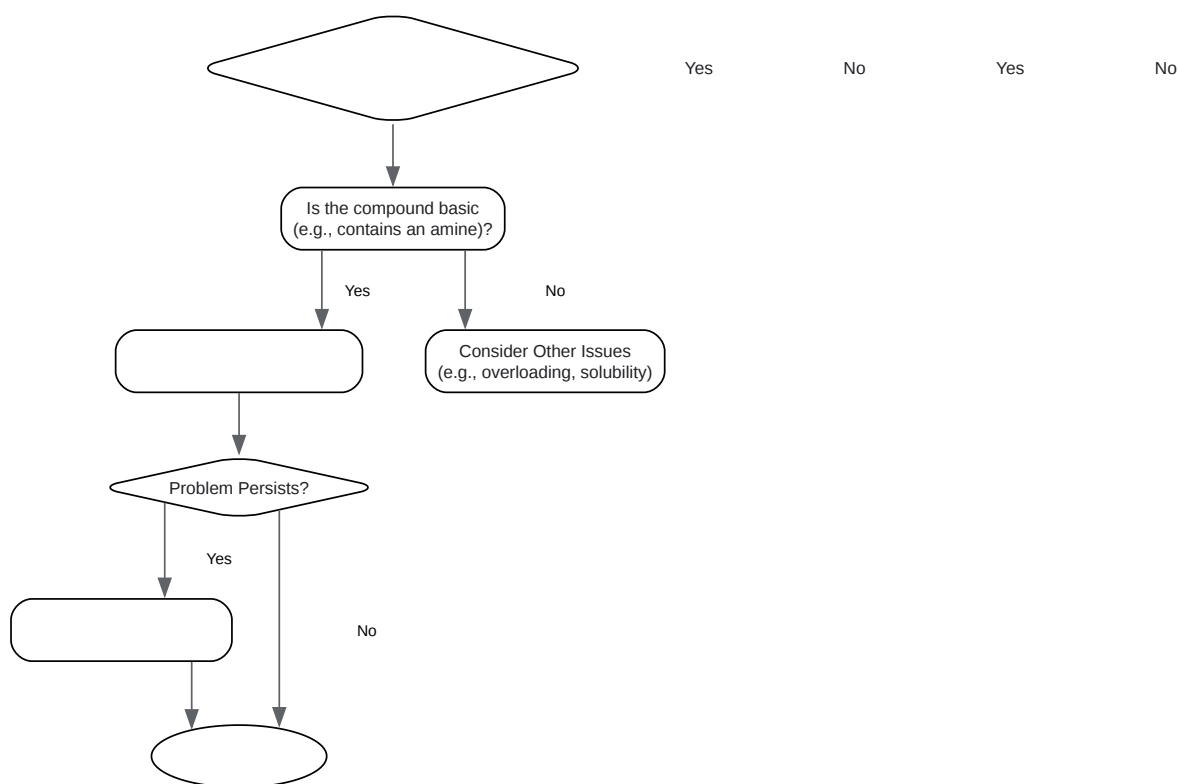 Yes No Yes No
Is the compound basic
(e.g., contains an amine)?
Yes No
Consider Other Issues
(e.g., overloading, solubility)
Problem Persists?
Yes
No